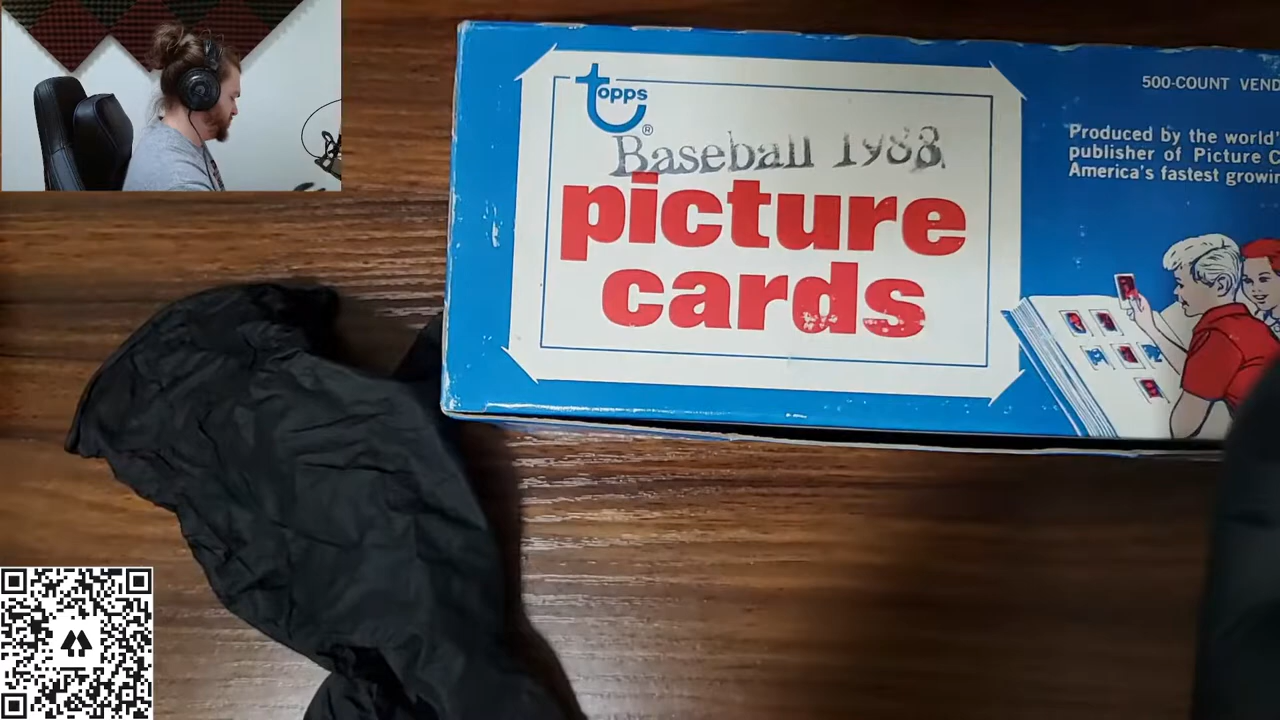 topps®
Baseball 1988
picture
cards
500-COUNT VEND
Produced by the world'
publisher of Picture C
America's fastest growin